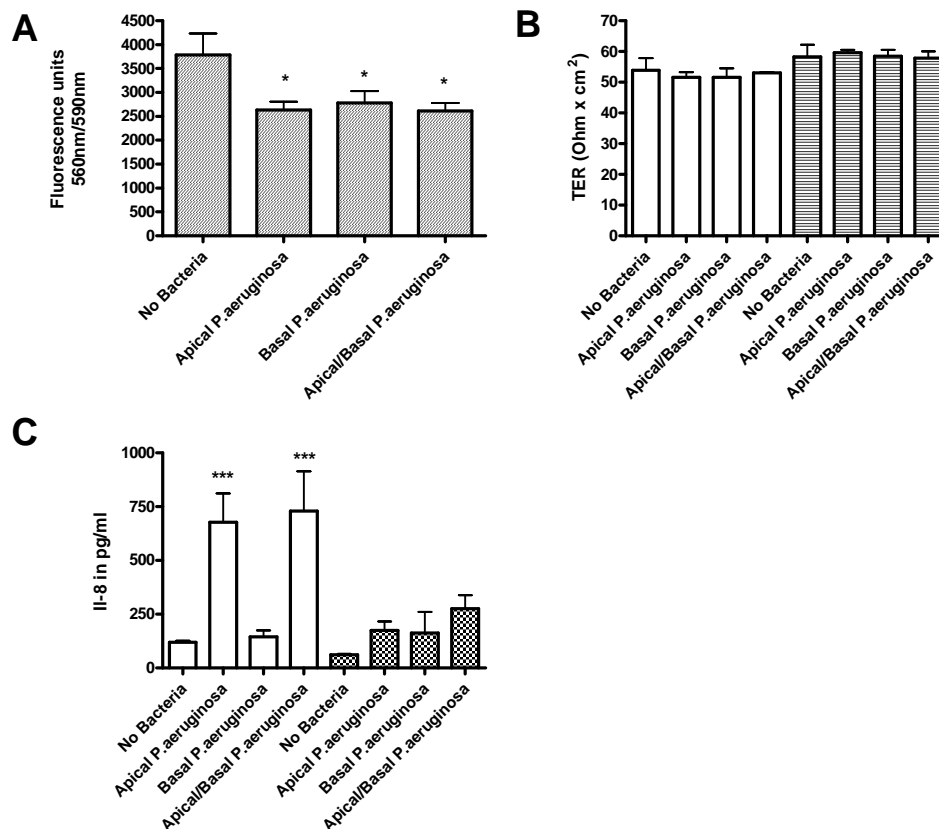 A
Fluorescence units
560nm/590nm
4500
4000
3500
3000
2500
2000
1500
1000
500
0
*
*
*
No Bacteria
Apical P.aeruginosa
Basal P.aeruginosa
Apical/Basal P.aeruginosa
B
TER (Ohm x cm2)
70
60
50
40
30
20
10
0
No Bacteria
Apical P.aeruginosa
Basal P.aeruginosa
Apical/Basal P.aeruginosa
No Bacteria
Apical P.aeruginosa
Basal P.aeruginosa
Apical/Basal P.aeruginosa
C
Il-8 in pg/ml
1000
750
500
250
0
***
***
No Bacteria
Apical P.aeruginosa
Basal P.aeruginosa
Apical/Basal P.aeruginosa
No Bacteria
Apical P.aeruginosa
Basal P.aeruginosa
Apical/Basal P.aeruginosa